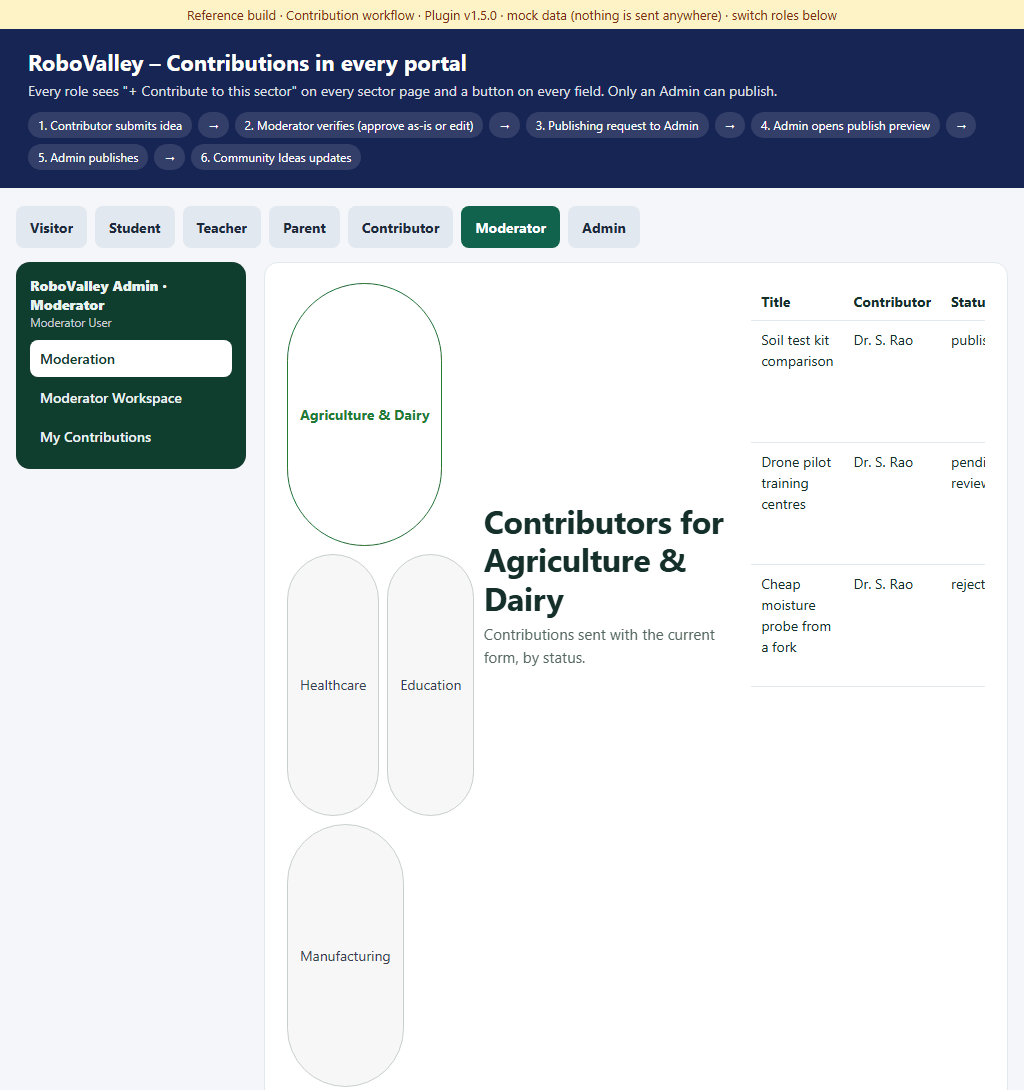 Reference build · Contribution workflow · Plugin v1.5.0 · mock data (nothing is sent anywhere) · switch roles below
RoboValley – Contributions in every portal
Every role sees "+ Contribute to this sector" on every sector page and a button on every field. Only an Admin can publish.
1. Contributor submits idea → 2. Moderator verifies (approve as-is or edit) → 3. Publishing request to Admin → 4. Admin opens publish preview →
5. Admin publishes → 6. Community Ideas updates
Visitor Student Teacher Parent Contributor Moderator Admin
RoboValley Admin ·
Moderator
Moderator User
Moderation
Moderator Workspace
My Contributions
Agriculture & Dairy
Healthcare Education
Manufacturing
Contributors for
Agriculture &
Dairy
Contributions sent with the current
form, by status.
Title Contributor Statu
Soil test kit Dr. S. Rao publis
comparison
Drone pilot Dr. S. Rao pendi
training review
centres
Cheap Dr. S. Rao reject
moisture
probe from
a fork